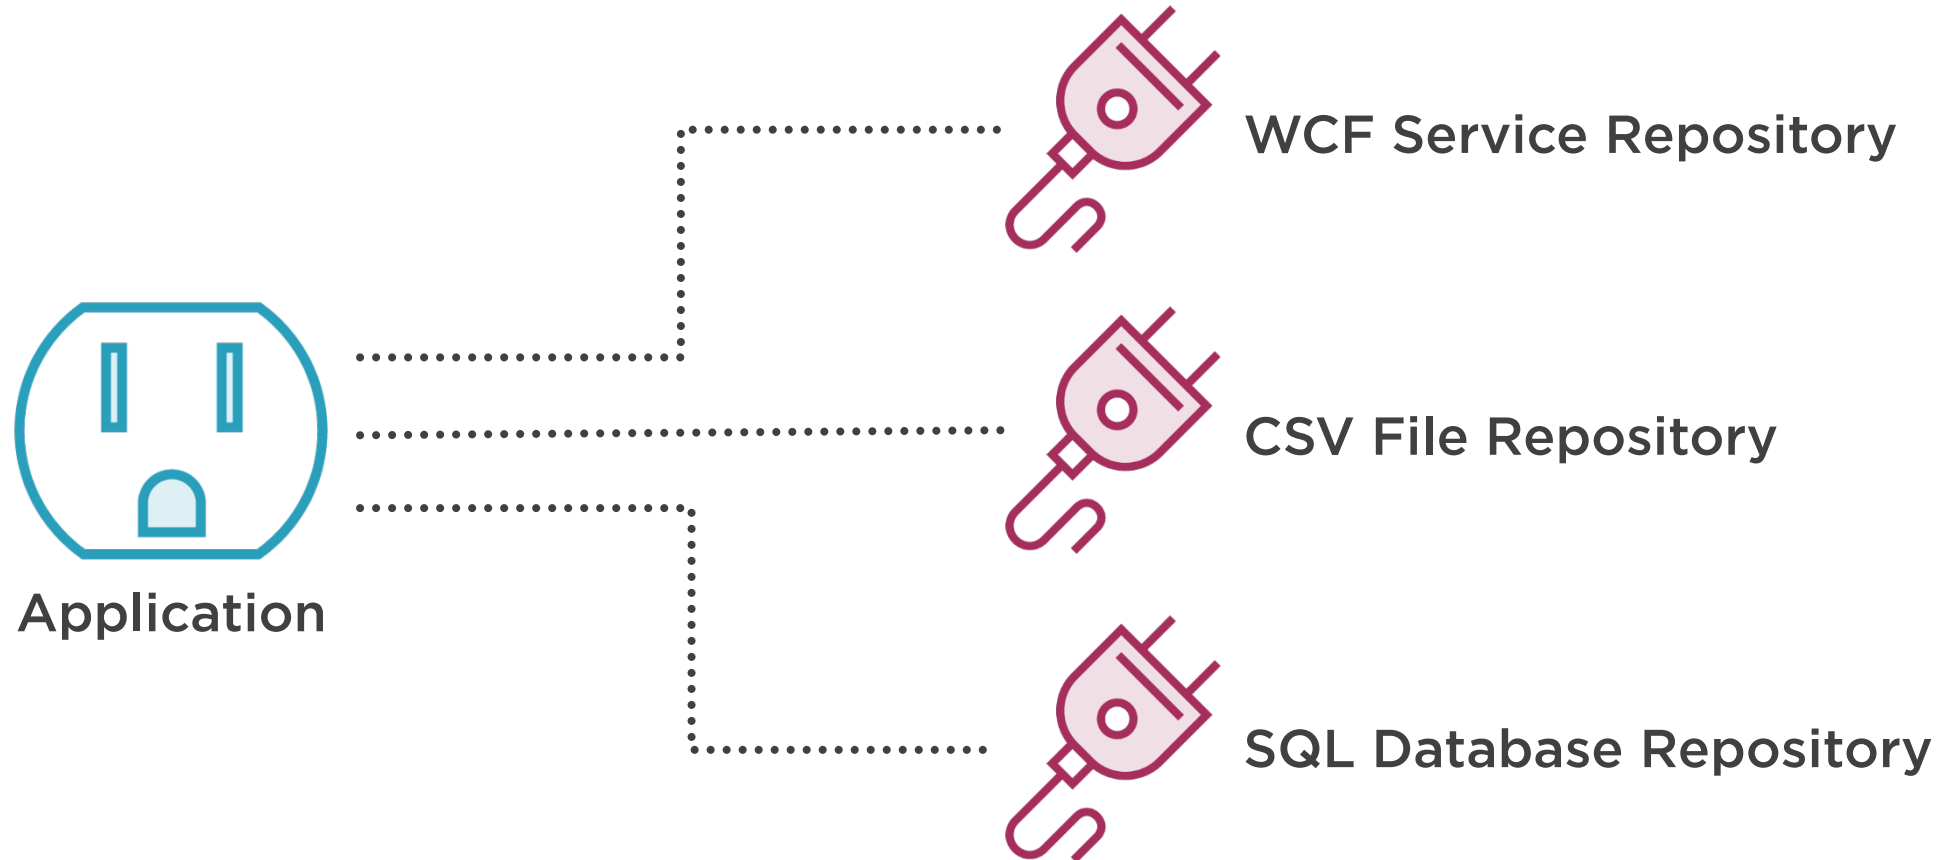 WCF Service Repository
CSV File Repository
Application
SQL Database Repository